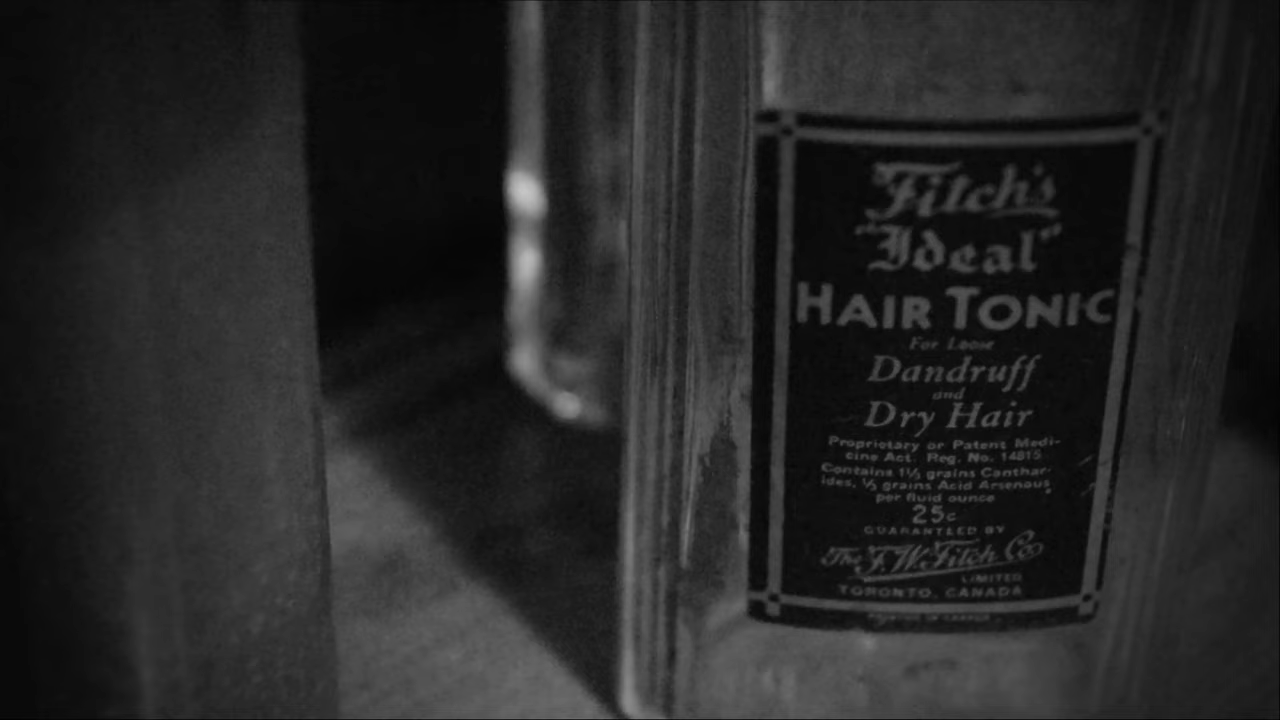 Fitch's
"Ideal"
HAIR TONIC
For Loose
Dandruff
and
Dry Hair
Proprietary or Patent Medi-
cine Act. Reg. No. 14815
Contains 1⅓ grains Canthar-
ides, ⅓ grains Acid Arsenous
per fluid ounce
25c
GUARANTEED BY
The F. W. Fitch Co
LIMITED
TORONTO, CANADA